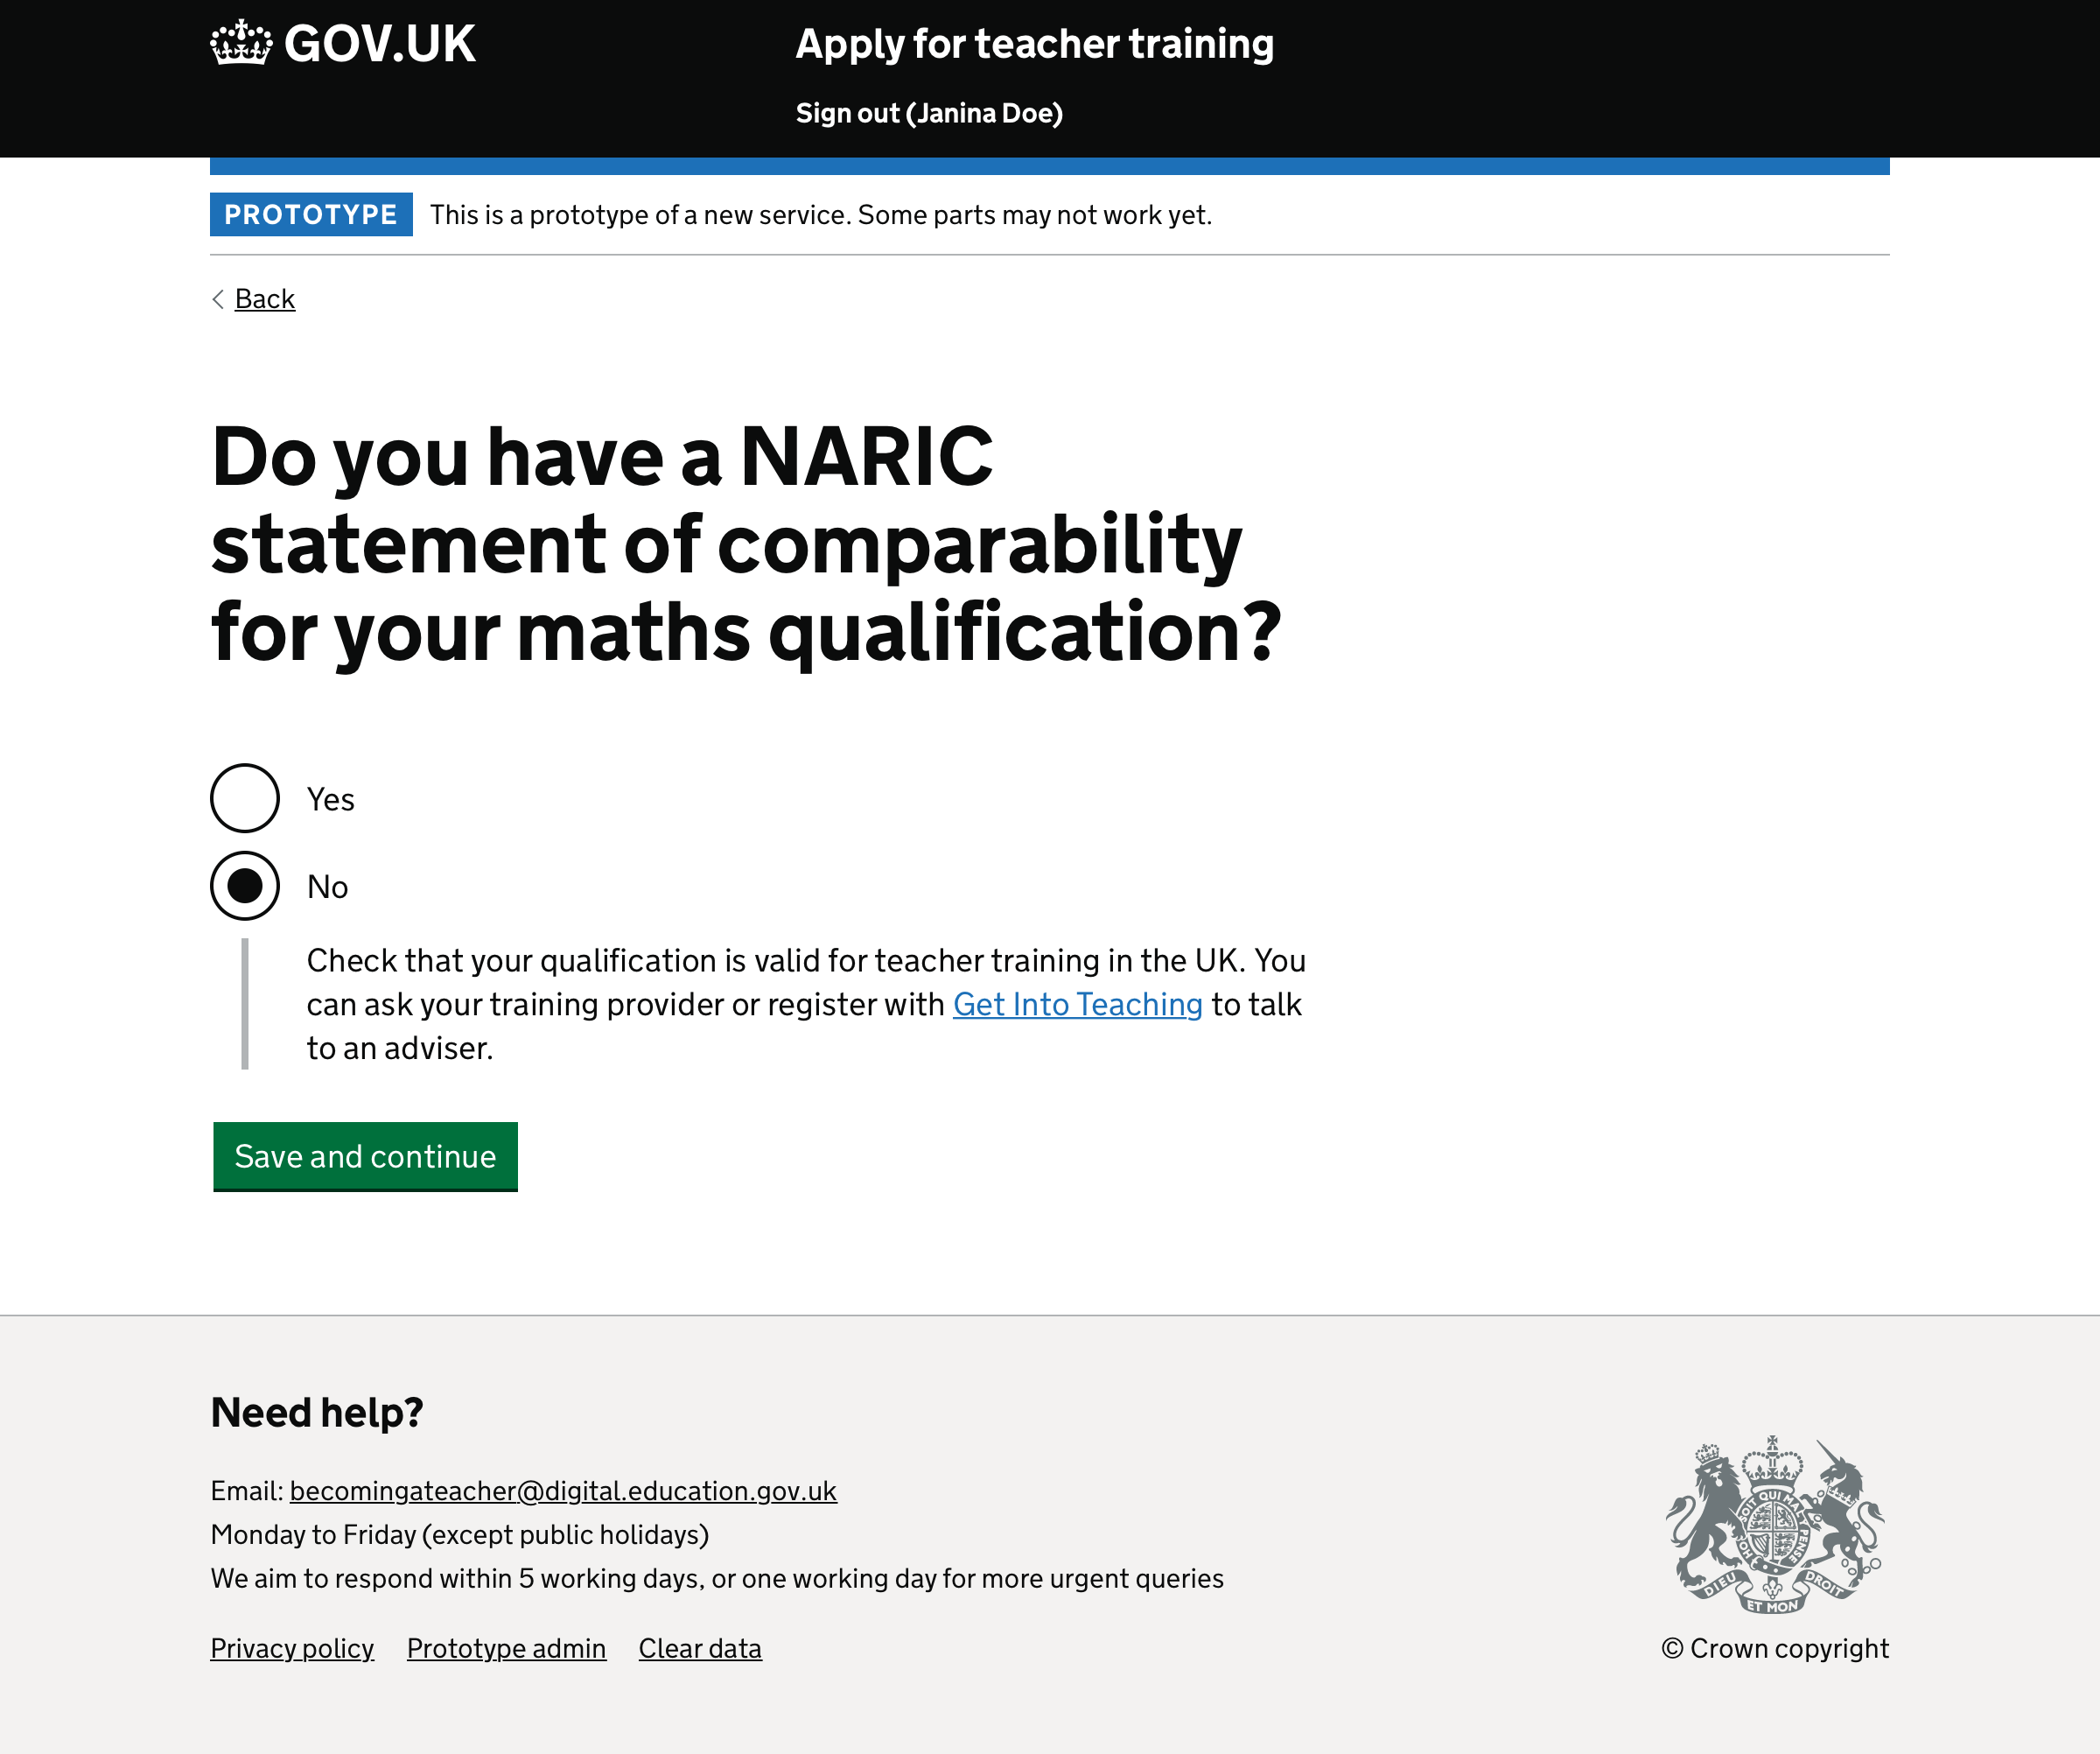 GOV.UK
Apply for teacher training
Sign out (Janina Doe)
PROTOTYPE This is a prototype of a new service. Some parts may not work yet.
Back
Do you have a NARIC
statement of comparability
for your maths qualification?
Yes
No
Check that your qualification is valid for teacher training in the UK. You
can ask your training provider or register with Get Into Teaching to talk
to an adviser.
Save and continue
Need help?
Email: becomingateacher@digital.education.gov.uk
Monday to Friday (except public holidays)
We aim to respond within 5 working days, or one working day for more urgent queries
Privacy policy Prototype admin Clear data
DIEU ET MON DROIT
© Crown copyright